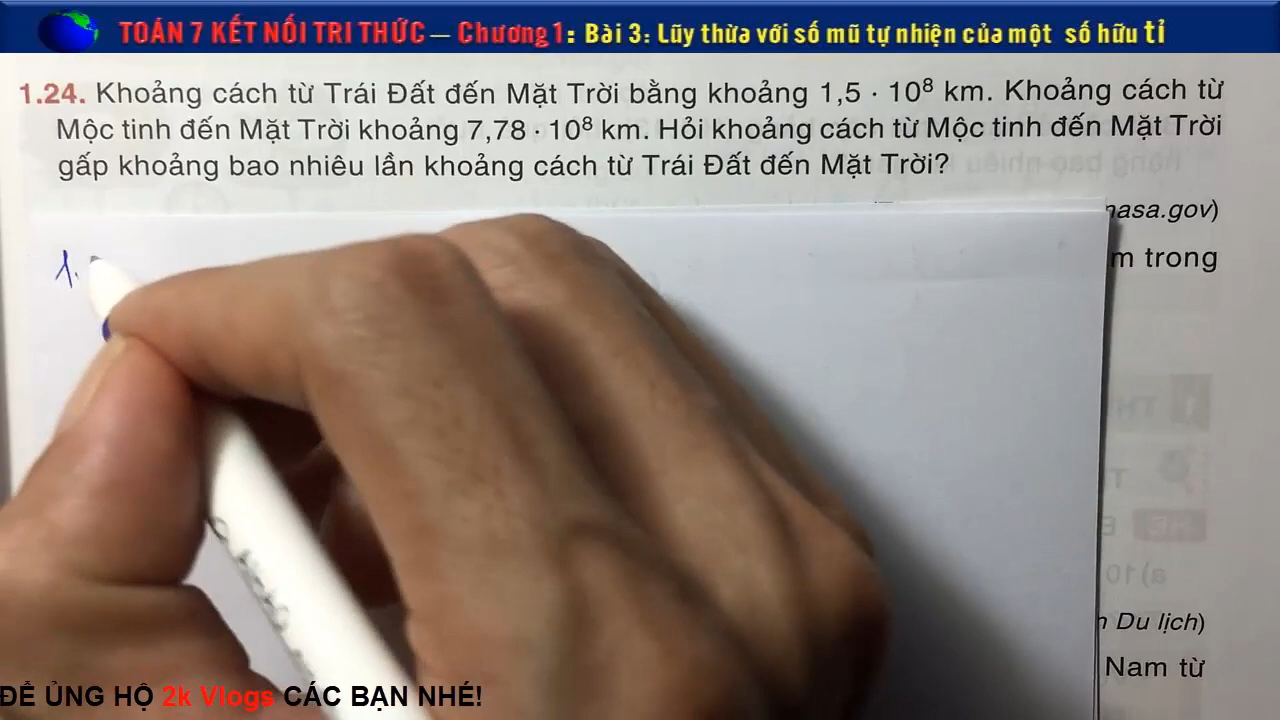 TOÁN 7 KẾT NỐI TRI THỨC – Chương 1: Bài 3: Lũy thừa với số mũ tự nhiện của một số hữu tỉ
1.24. Khoảng cách từ Trái Đất đến Mặt Trời bằng khoảng 1,5 · 10⁸ km. Khoảng cách từ
Mộc tinh đến Mặt Trời khoảng 7,78 · 10⁸ km. Hỏi khoảng cách từ Mộc tinh đến Mặt Trời
gấp khoảng bao nhiêu lần khoảng cách từ Trái Đất đến Mặt Trời?
nasa.gov)
1.
m trong
Du lịch)
Nam từ
ĐỂ ỦNG HỘ 2k Vlogs CÁC BẠN NHÉ!